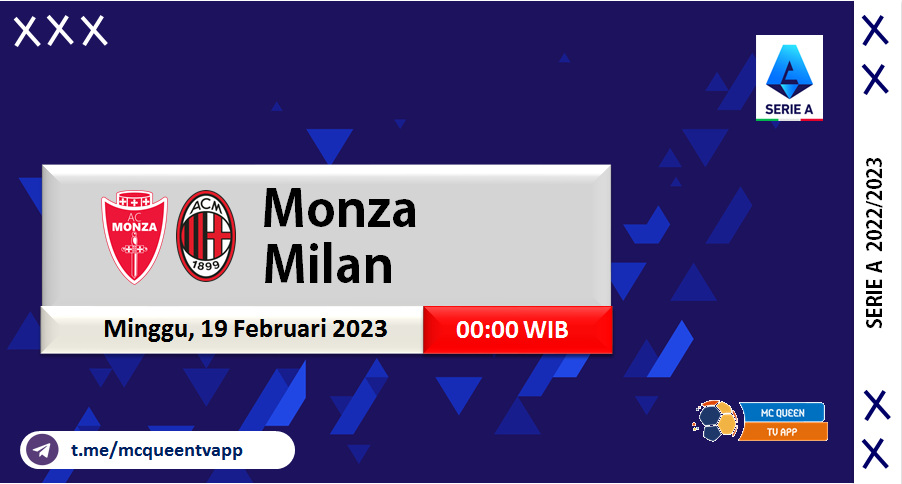 XXX
SERIE A
AC
MONZA
ACM
1899
Monza
Milan
Minggu, 19 Februari 2023
00:00 WIB
SERIE A 2022/2023
t.me/mcqueentvapp
MC QUEEN
TV APP